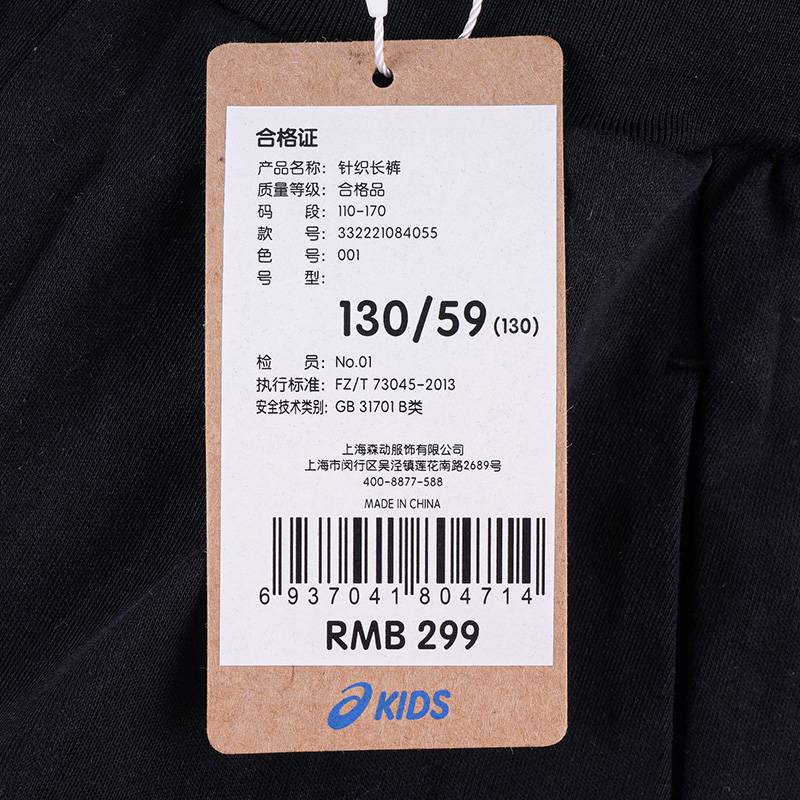 合格证
产品名称：针织长裤
质量等级：合格品
码 段：110-170
款 号：332221084055
色 号：001
号 型：
130/59 (130)
检 员：No.01
执行标准：FZ/T 73045-2013
安全技术类别：GB 31701 B类
上海森动服饰有限公司
上海市闵行区吴泾镇莲花南路2689号
400-8877-588
MADE IN CHINA
6 937041 804714
RMB 299
KIDS